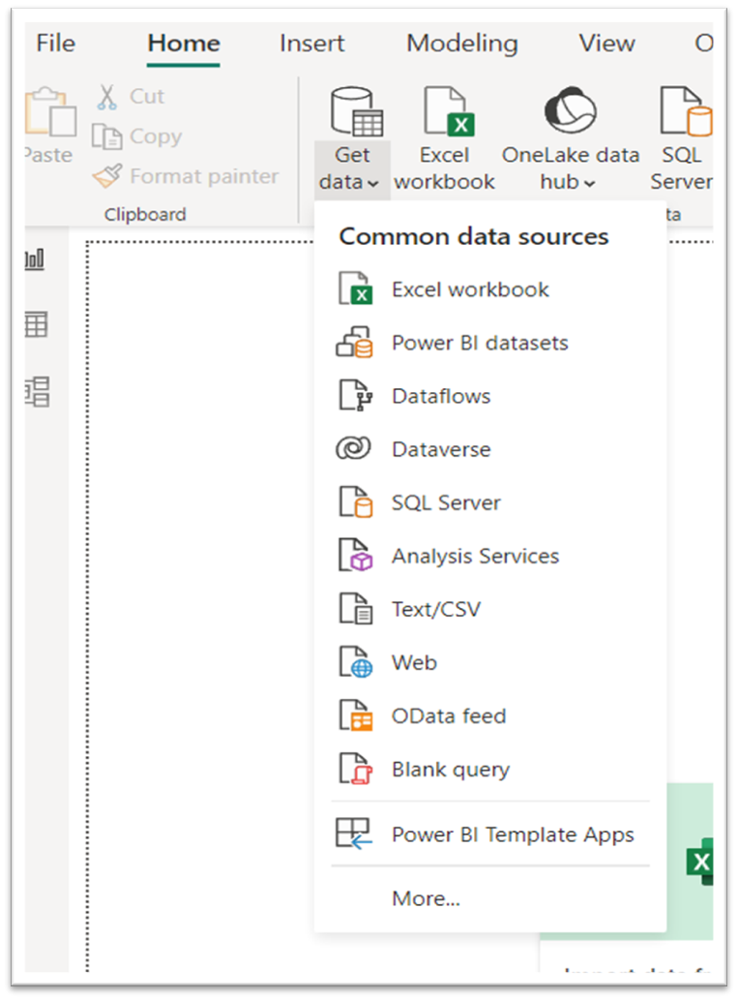 File Home Insert Modeling View O
Cut
Copy
Paste
Format painter
Clipboard
Get data
Excel workbook
OneLake data hub
SQL Server
ta
Common data sources
Excel workbook
Power BI datasets
Dataflows
Dataverse
SQL Server
Analysis Services
Text/CSV
Web
OData feed
Blank query
Power BI Template Apps
More...